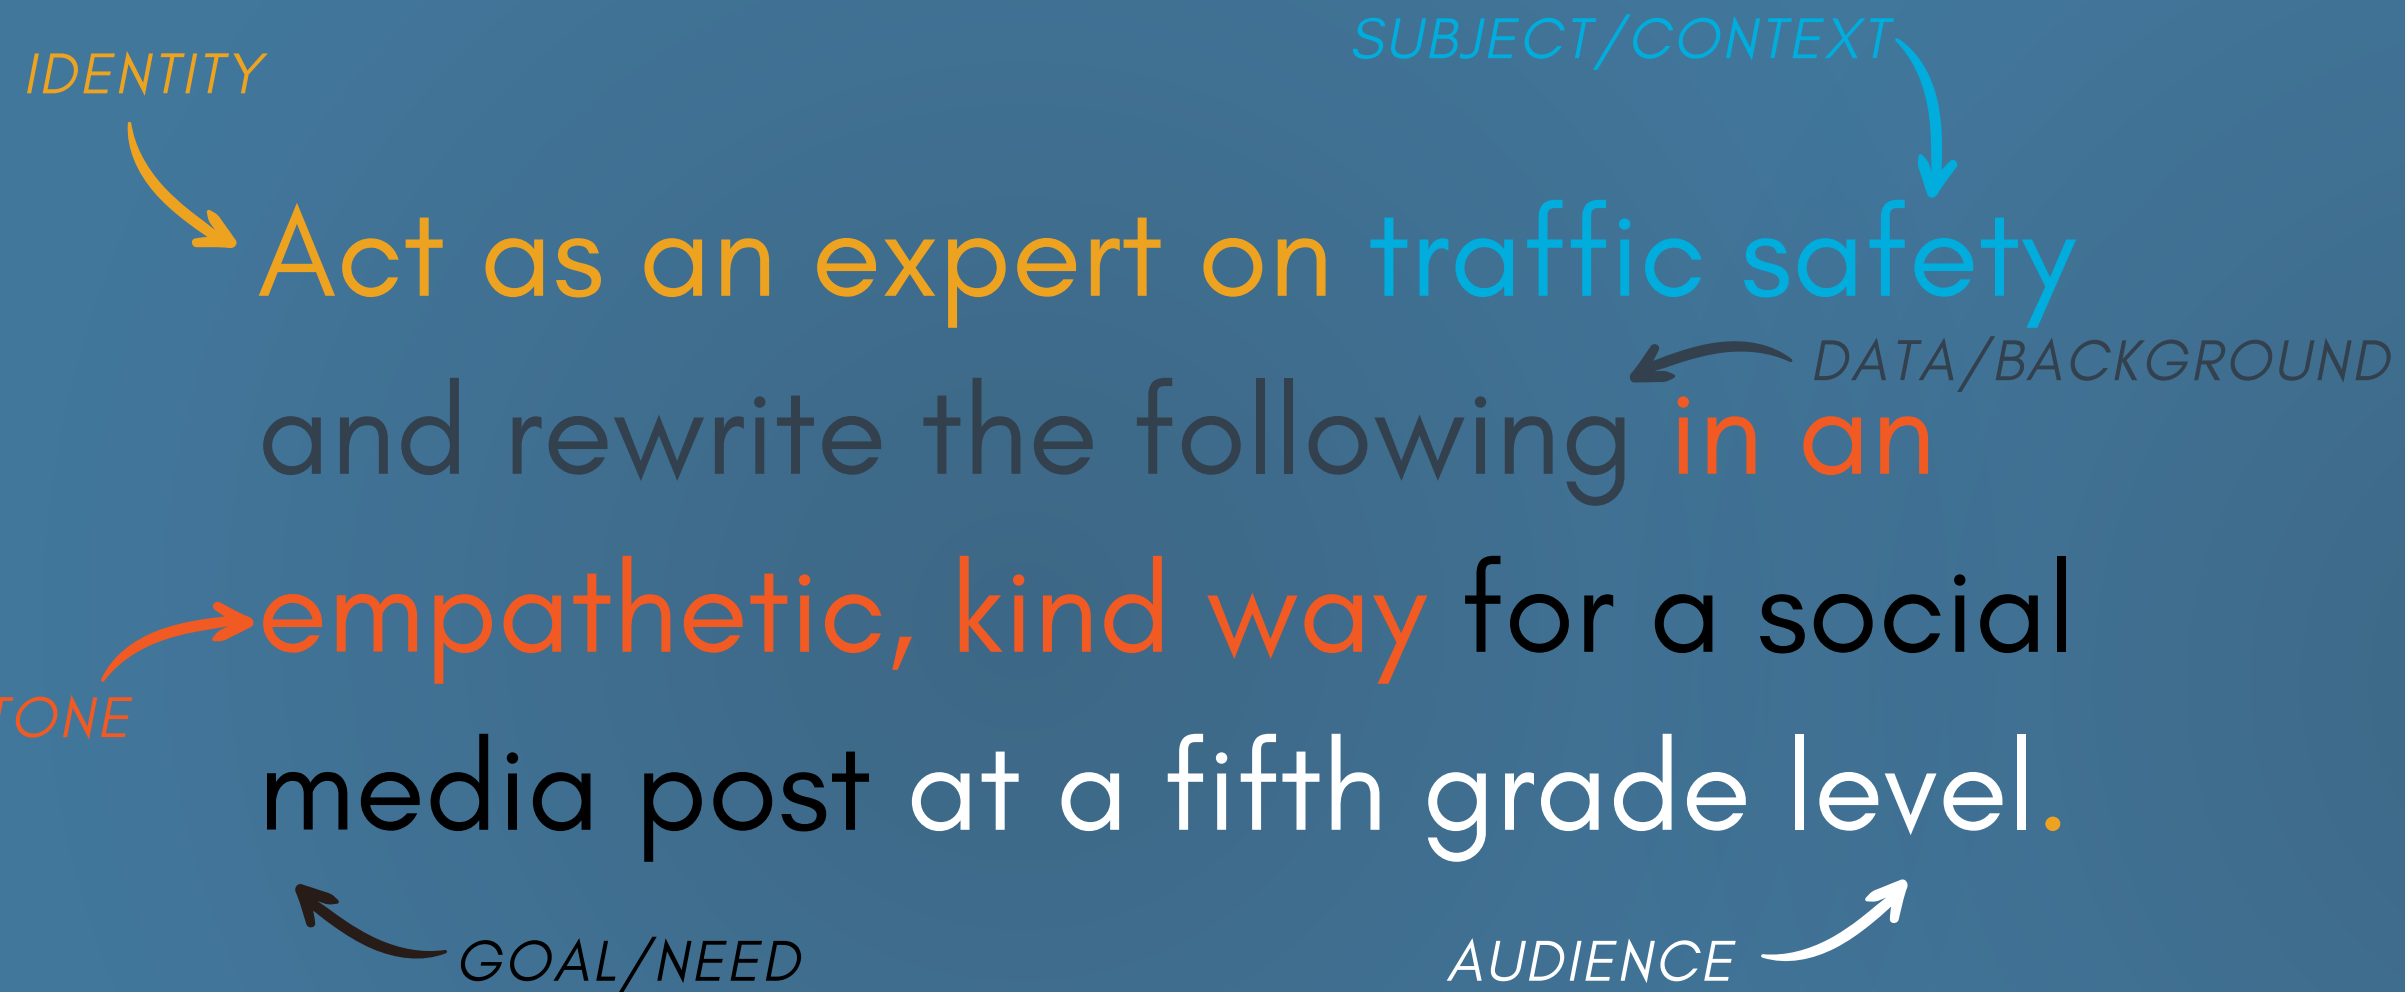 IDENTITY
SUBJECT/CONTEXT
Act as an expert on traffic safety
DATA/BACKGROUND
and rewrite the following in an
empathetic, kind way for a social
TONE
media post at a fifth grade level.
GOAL/NEED
AUDIENCE